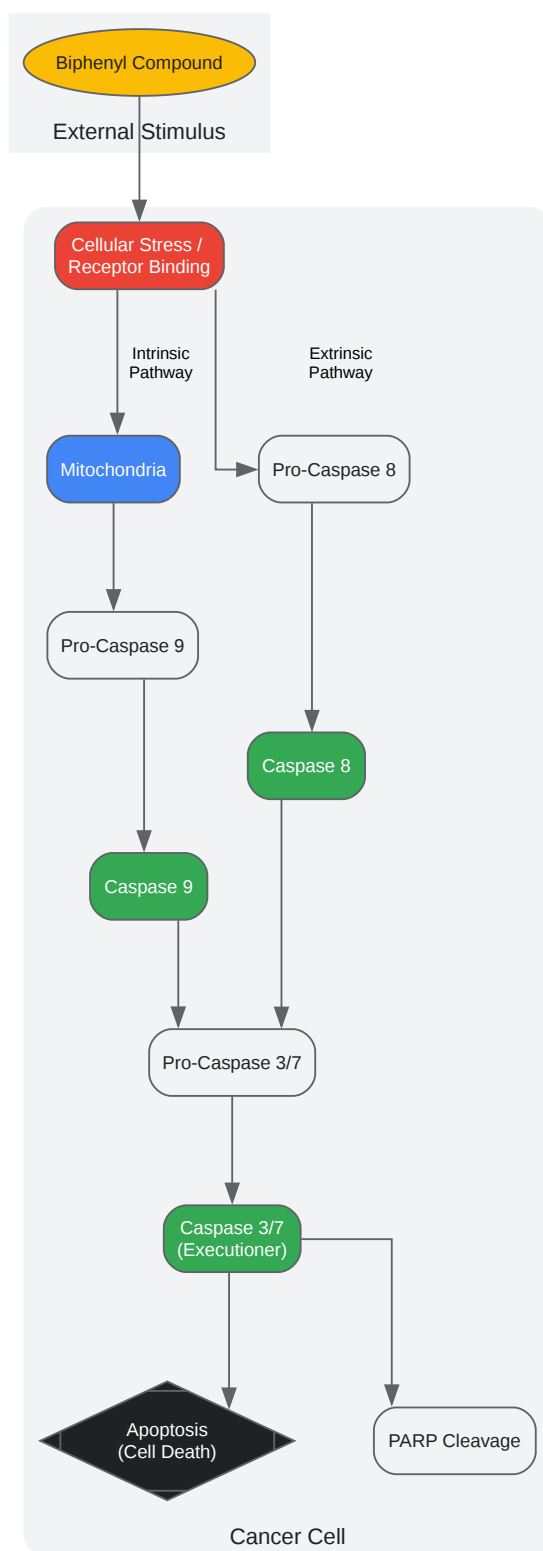 Biphenyl Compound
External Stimulus
Cellular Stress /
Receptor Binding
Intrinsic
Pathway
Extrinsic
Pathway
Mitochondria
Pro-Caspase 8
Pro-Caspase 9
Caspase 8
Caspase 9
Pro-Caspase 3/7
Caspase 3/7
(Executioner)
Apoptosis
(Cell Death)
PARP Cleavage
Cancer Cell